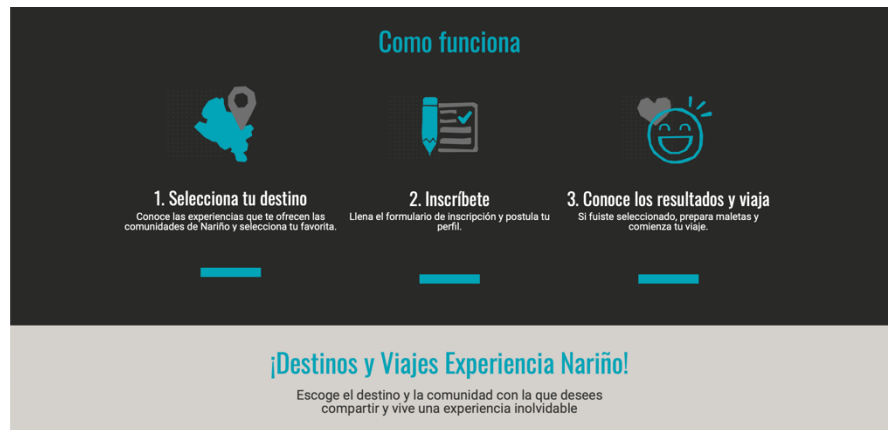 Como funciona
1. Selecciona tu destino
Conoce las experiencias que te ofrecen las
comunidades de Nariño y selecciona tu favorita.
2. Inscríbete
Llena el formulario de inscripción y postula tu
perfil.
3. Conoce los resultados y viaja
Si fuiste seleccionado, prepara maletas y
comienza tu viaje.
¡Destinos y Viajes Experiencia Nariño!
Escoge el destino y la comunidad con la que desees
compartir y vive una experiencia inolvidable